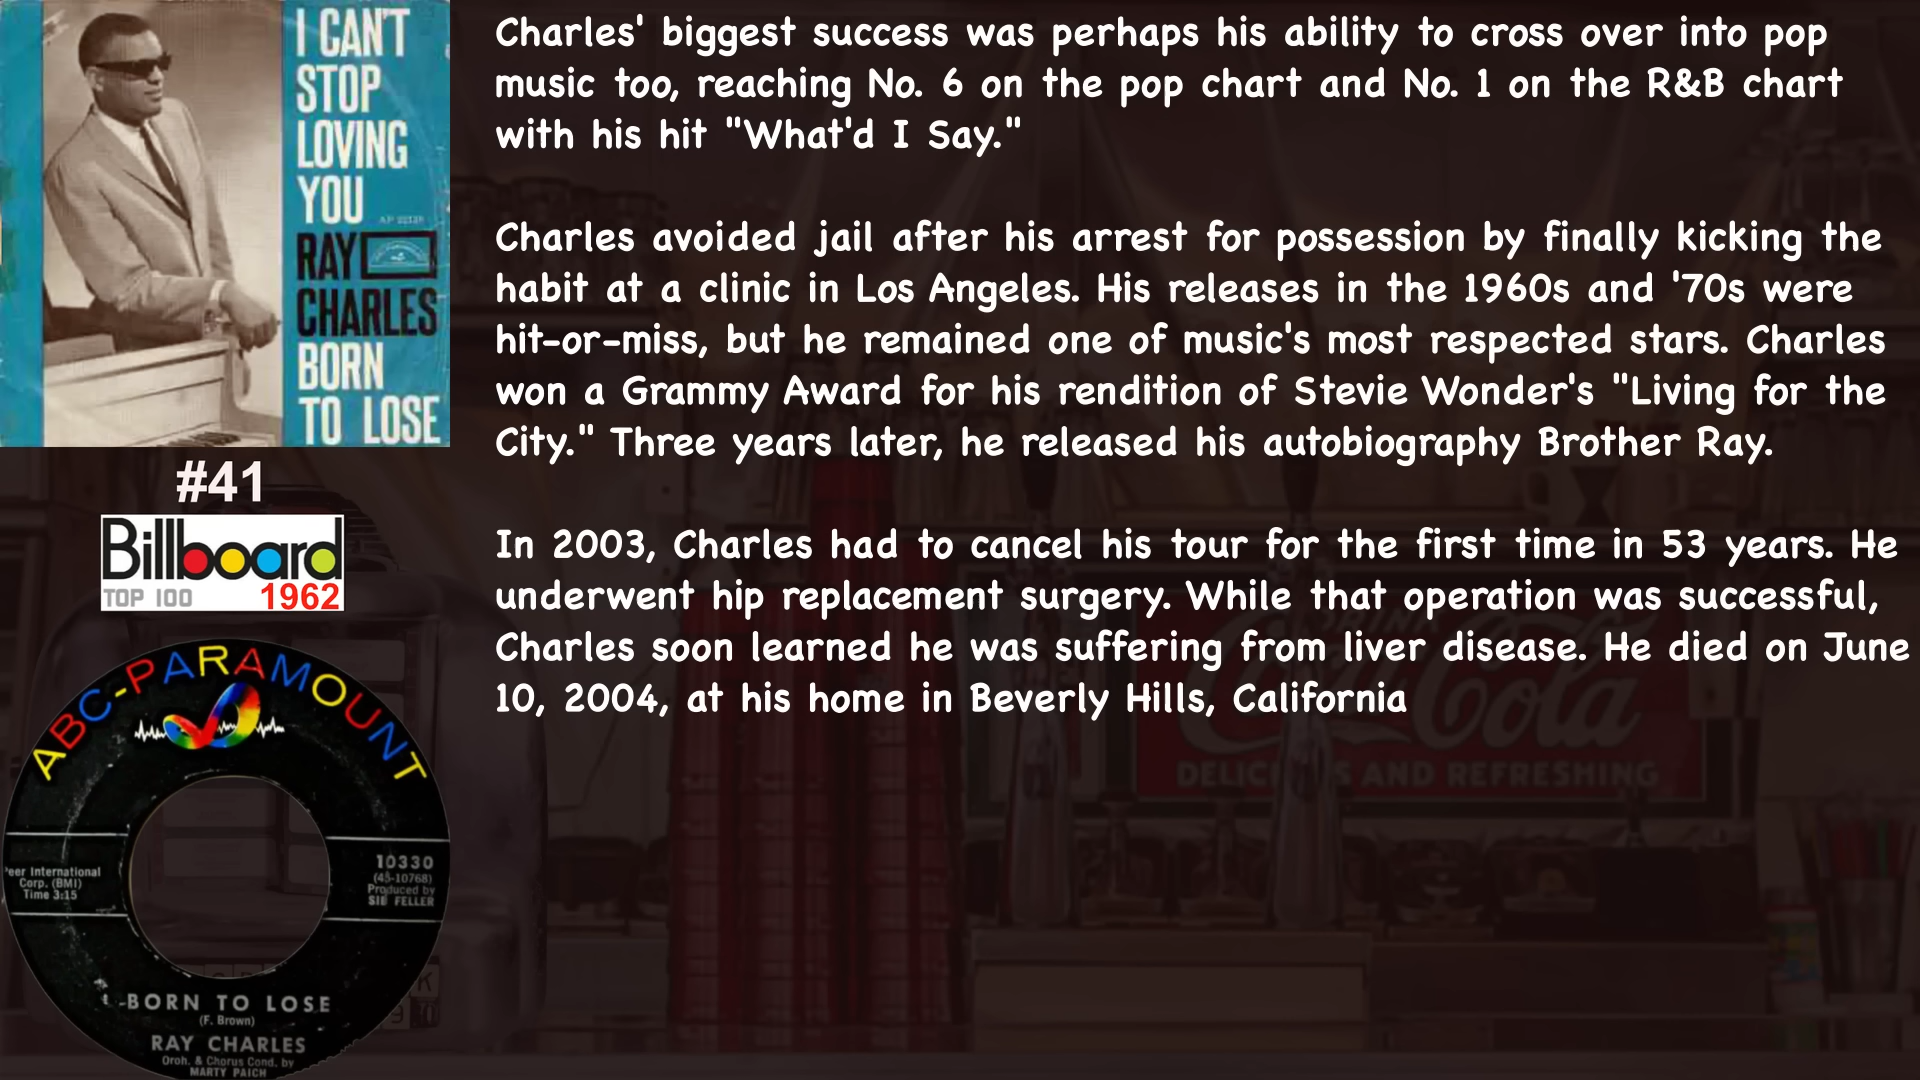 I CAN'T
STOP
LOVING
YOU
RAY
CHARLES
BORN
TO LOSE
#41
Billboard
TOP 100 1962
ABC-PARAMOUNT
10330
(45-10768)
Produced by
SID FELLER
eer International
Corp. (BMI)
Time 3:15
BORN TO LOSE
(F. Brown)
RAY CHARLES
Orch. & Chorus Cond. by
MARTY PAICH
Charles' biggest success was perhaps his ability to cross over into pop
music too, reaching No. 6 on the pop chart and No. 1 on the R&B chart
with his hit "What'd I Say."
Charles avoided jail after his arrest for possession by finally kicking the
habit at a clinic in Los Angeles. His releases in the 1960s and '70s were
hit-or-miss, but he remained one of music's most respected stars. Charles
won a Grammy Award for his rendition of Stevie Wonder's "Living for the
City." Three years later, he released his autobiography Brother Ray.
In 2003, Charles had to cancel his tour for the first time in 53 years. He
underwent hip replacement surgery. While that operation was successful,
Charles soon learned he was suffering from liver disease. He died on June
10, 2004, at his home in Beverly Hills, California
Coca-Cola
DELICIOUS AND REFRESHING